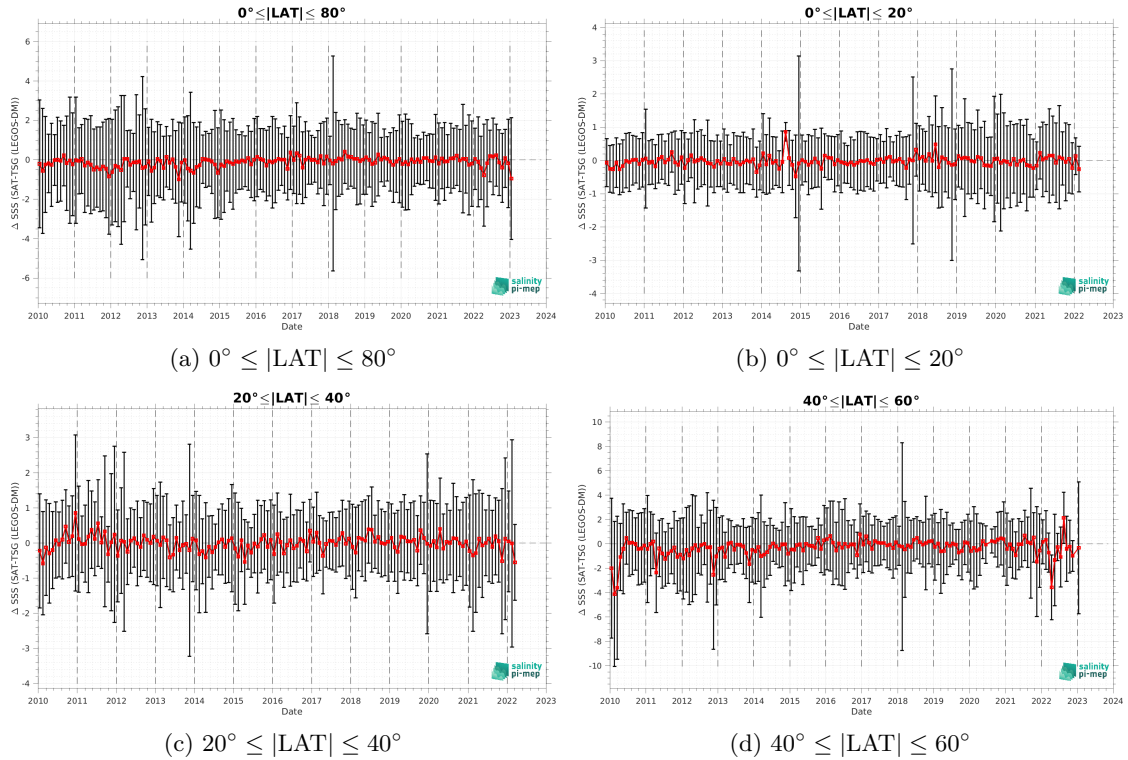 0°≤|LAT|≤ 80°
Δ SSS (SAT-TSG (LEGOS-DM))
6
4
2
0
-2
-4
-6
salinity
pi-mep
2010 2011 2012 2013 2014 2015 2016 2017 2018 2019 2020 2021 2022 2023 2024
Date
(a) 0° ≤ |LAT| ≤ 80°
0°≤|LAT|≤ 20°
Δ SSS (SAT-TSG (LEGOS-DM))
4
3
2
1
0
-1
-2
-3
-4
salinity
pi-mep
2010 2011 2012 2013 2014 2015 2016 2017 2018 2019 2020 2021 2022 2023
Date
(b) 0° ≤ |LAT| ≤ 20°
20°≤|LAT|≤ 40°
Δ SSS (SAT-TSG (LEGOS-DM))
3
2
1
0
-1
-2
-3
-4
salinity
pi-mep
2010 2011 2012 2013 2014 2015 2016 2017 2018 2019 2020 2021 2022 2023
Date
(c) 20° ≤ |LAT| ≤ 40°
40°≤|LAT|≤ 60°
Δ SSS (SAT-TSG (LEGOS-DM))
10
8
6
4
2
0
-2
-4
-6
-8
-10
salinity
pi-mep
2010 2011 2012 2013 2014 2015 2016 2017 2018 2019 2020 2021 2022 2023 2024
Date
(d) 40° ≤ |LAT| ≤ 60°